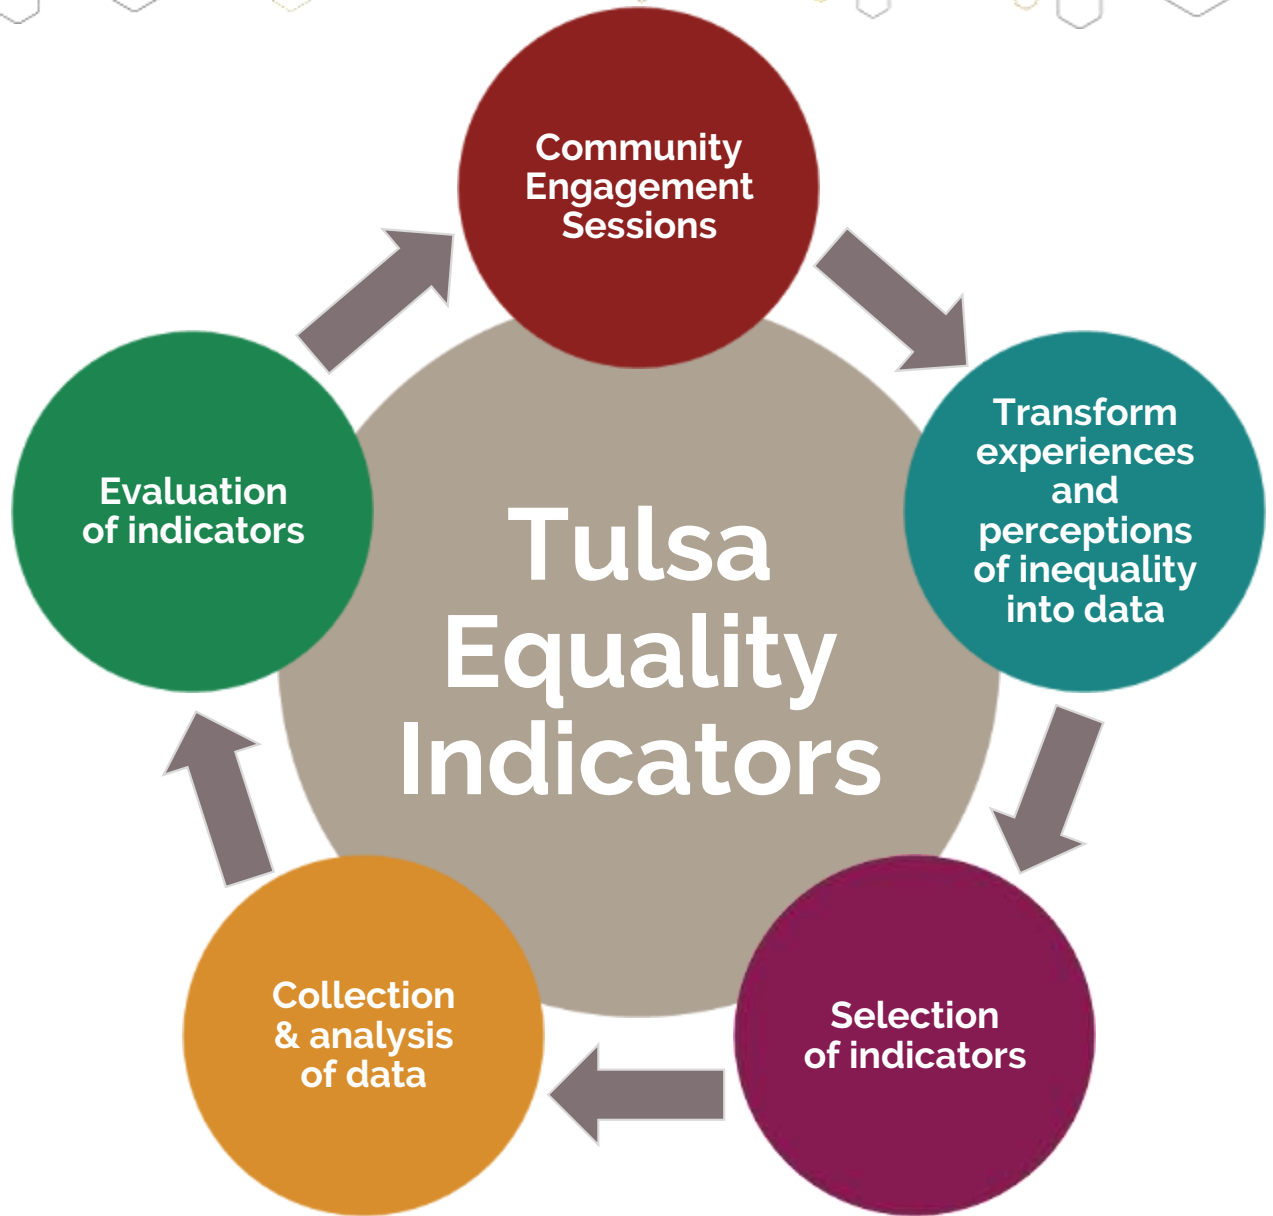 Community
Engagement
Sessions
Transform
experiences
and
perceptions
of inequality
into data
Selection
of indicators
Collection
& analysis
of data
Evaluation
of indicators
Tulsa
Equality
Indicators